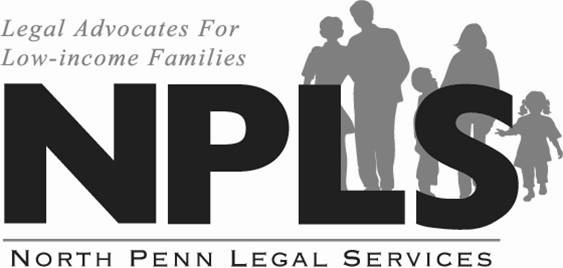 Legal Advocates For
Low-income Families
NPLS
NORTH PENN LEGAL SERVICES